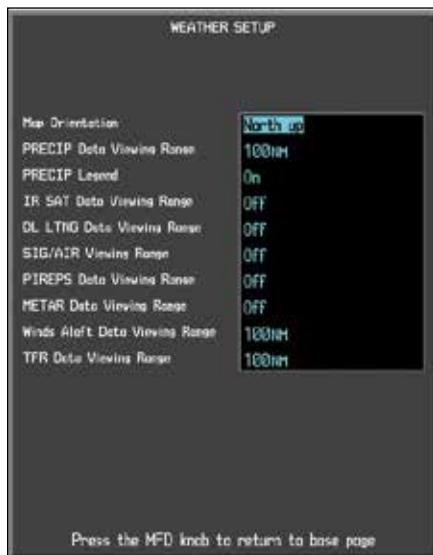 WEATHER SETUP
Map Orientation North up
PRECIP Data Viewing Range 100NM
PRECIP Legend On
IR SAT Data Viewing Range Off
DL LTNG Data Viewing Range Off
SIG/AIR Viewing Range Off
PIREPS Data Viewing Range Off
METAR Data Viewing Range Off
Winds Aloft Data Viewing Range 100NM
TFR Data Viewing Range 100NM
Press the MFD knob to return to base page